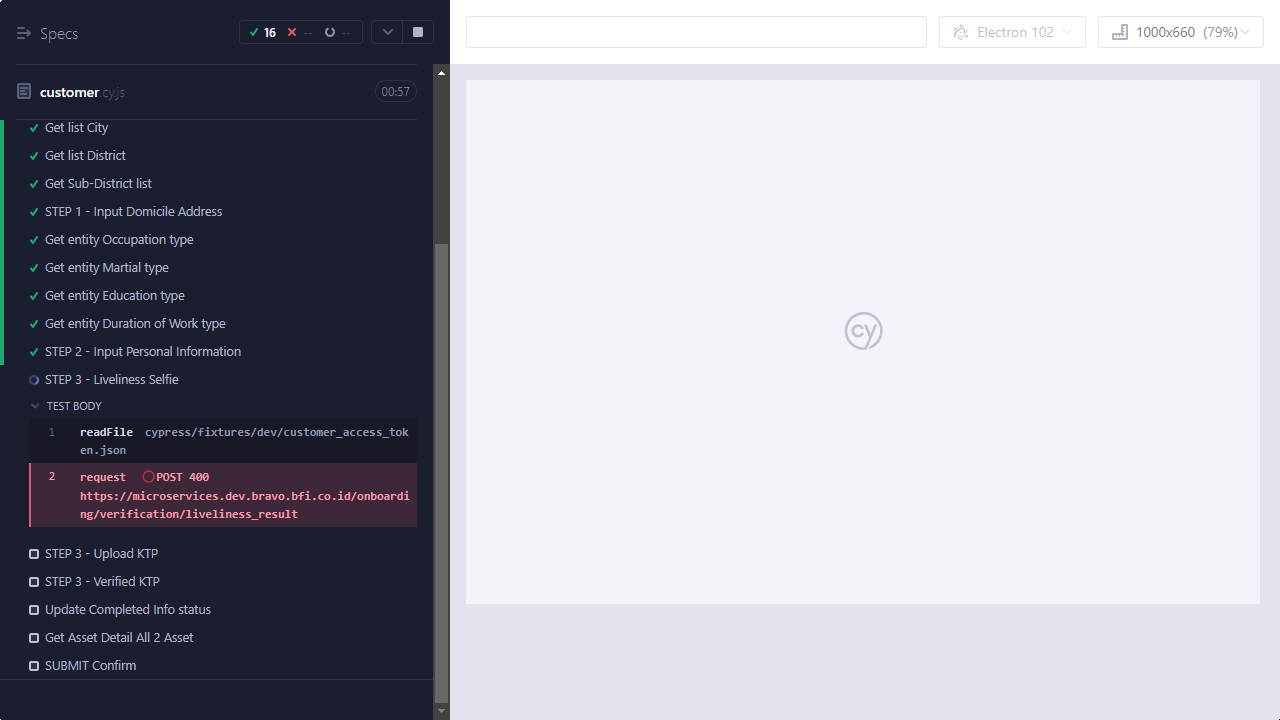 Specs
16 -- --
Electron 102
1000x660 (79%)
customer.cy.js
00:57
Get list City
Get list District
Get Sub-District list
STEP 1 - Input Domicile Address
Get entity Occupation type
Get entity Martial type
Get entity Education type
Get entity Duration of Work type
STEP 2 - Input Personal Information
STEP 3 - Liveliness Selfie
TEST BODY
1 readFile cypress/fixtures/dev/customer_access_tok
en.json
2 request POST 400
https://microservices.dev.bravo.bfi.co.id/onboardi
ng/verification/liveliness_result
STEP 3 - Upload KTP
STEP 3 - Verified KTP
Update Completed Info status
Get Asset Detail All 2 Asset
SUBMIT Confirm
cy